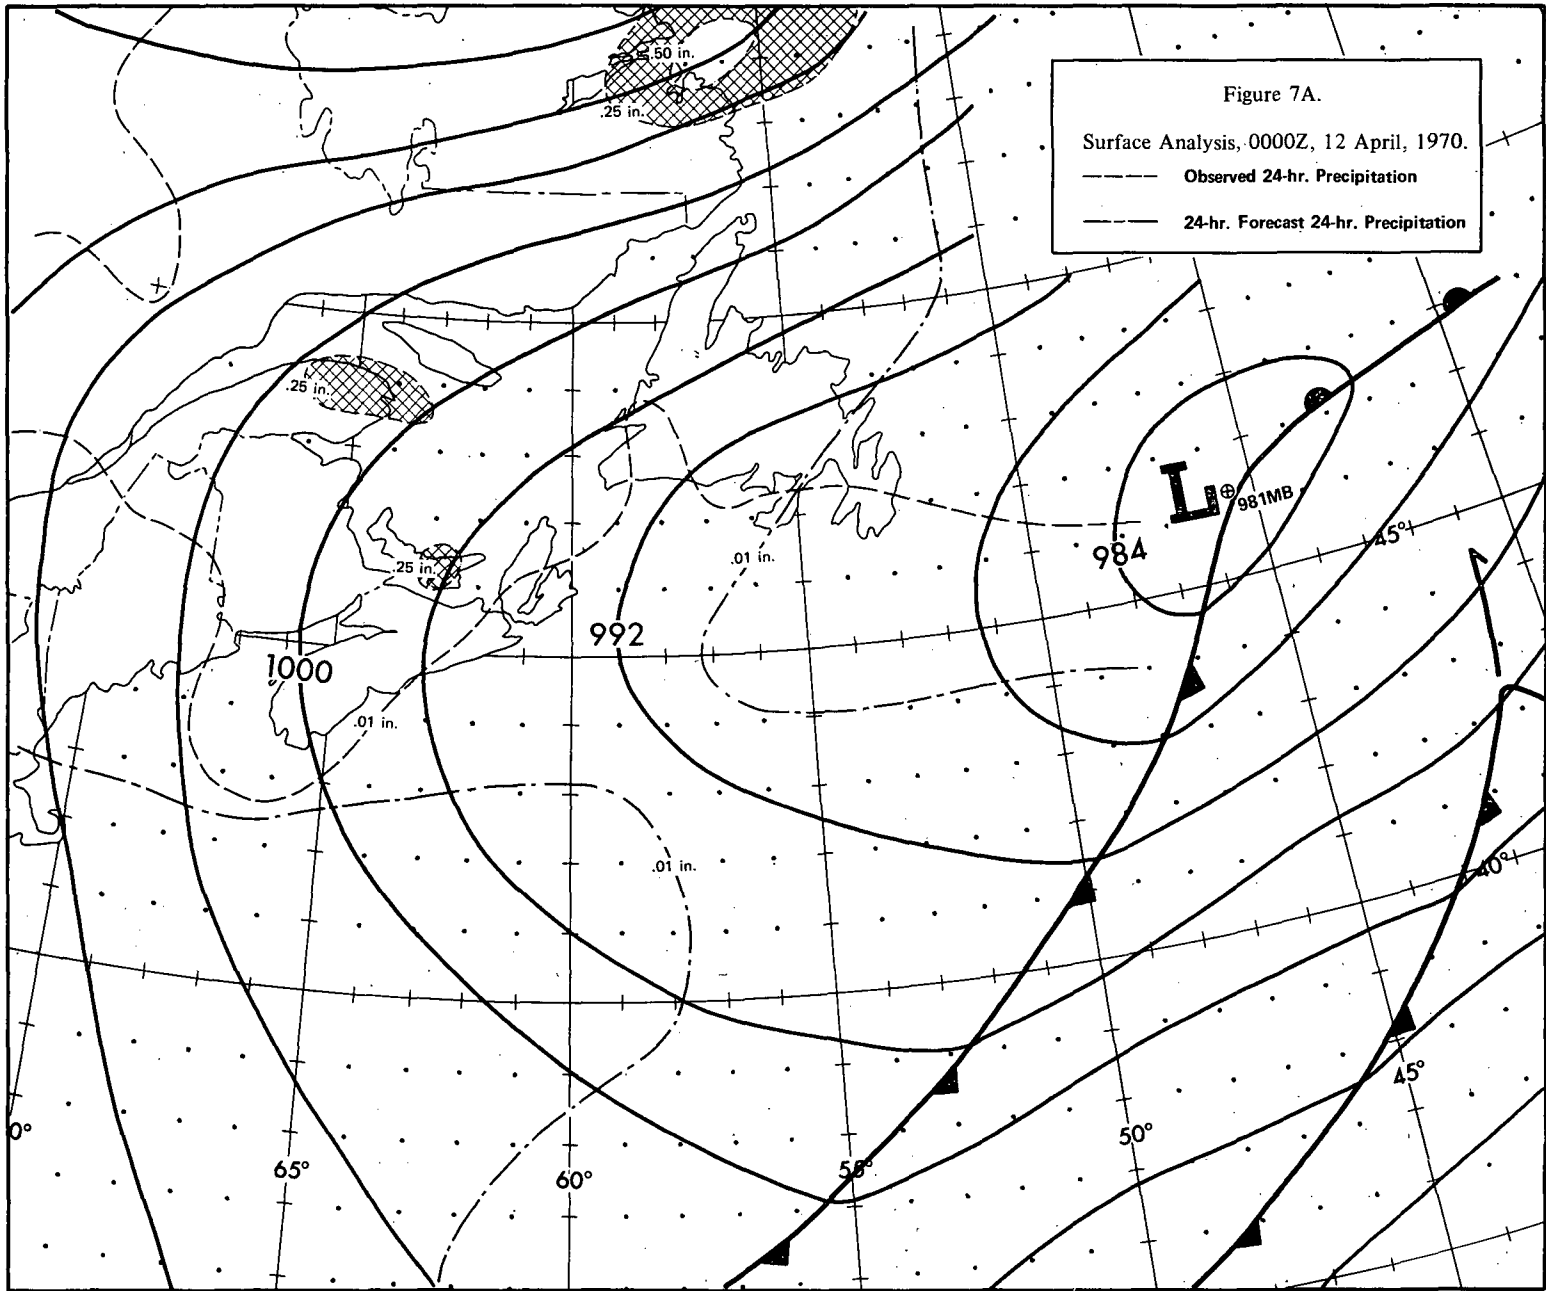 .50 in.
.25 in.
Figure 7A.
Surface Analysis, 0000Z, 12 April, 1970.
Observed 24-hr. Precipitation
24-hr. Forecast 24-hr. Precipitation
.25 in.
L
981MB
45°
984
.01 in.
.25 in.
992
1000
.01 in.
.01 in.
40°
45°
0°
50°
65°
60°
55°